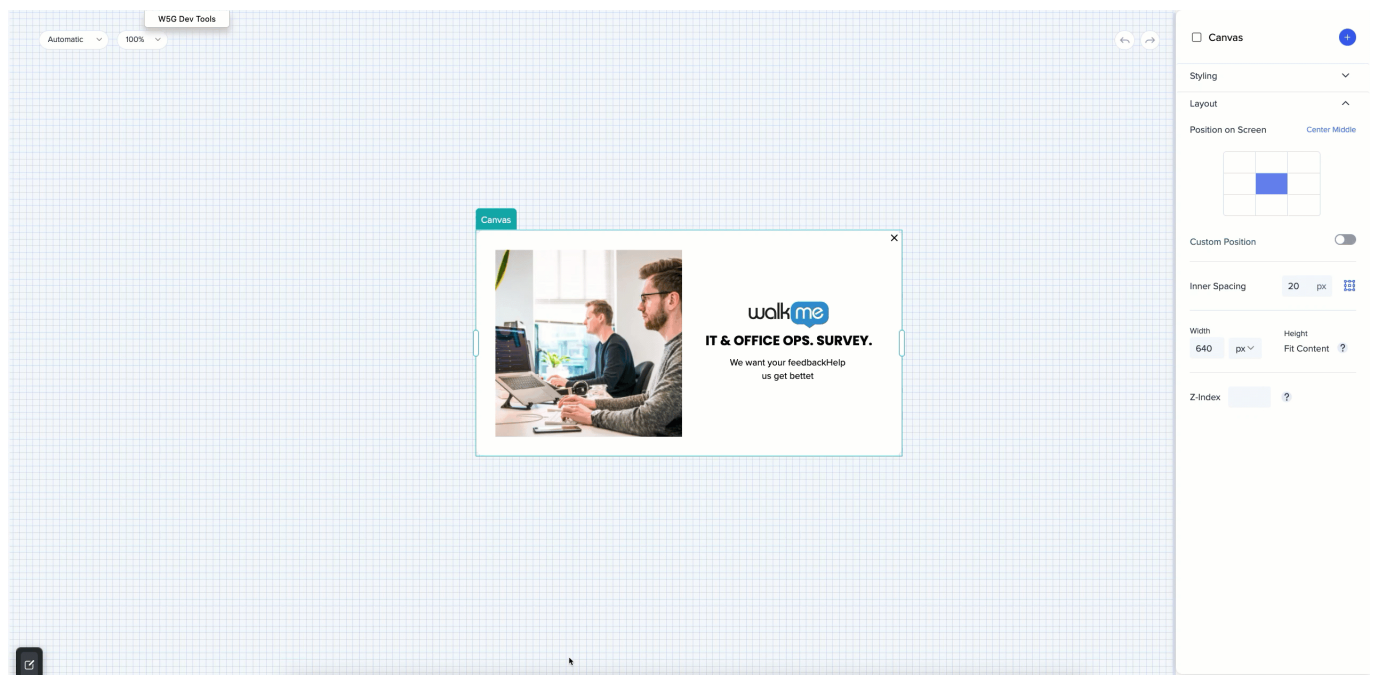 W5G Dev Tools
Automatic
100%
Canvas
Styling
Layout
Position on Screen
Center Middle
Custom Position
Inner Spacing
20 px
Width
640 px
Height
Fit Content ?
Z-Index ?
Canvas
walkme
IT & OFFICE OPS. SURVEY.
We want your feedbackHelp
us get bettet